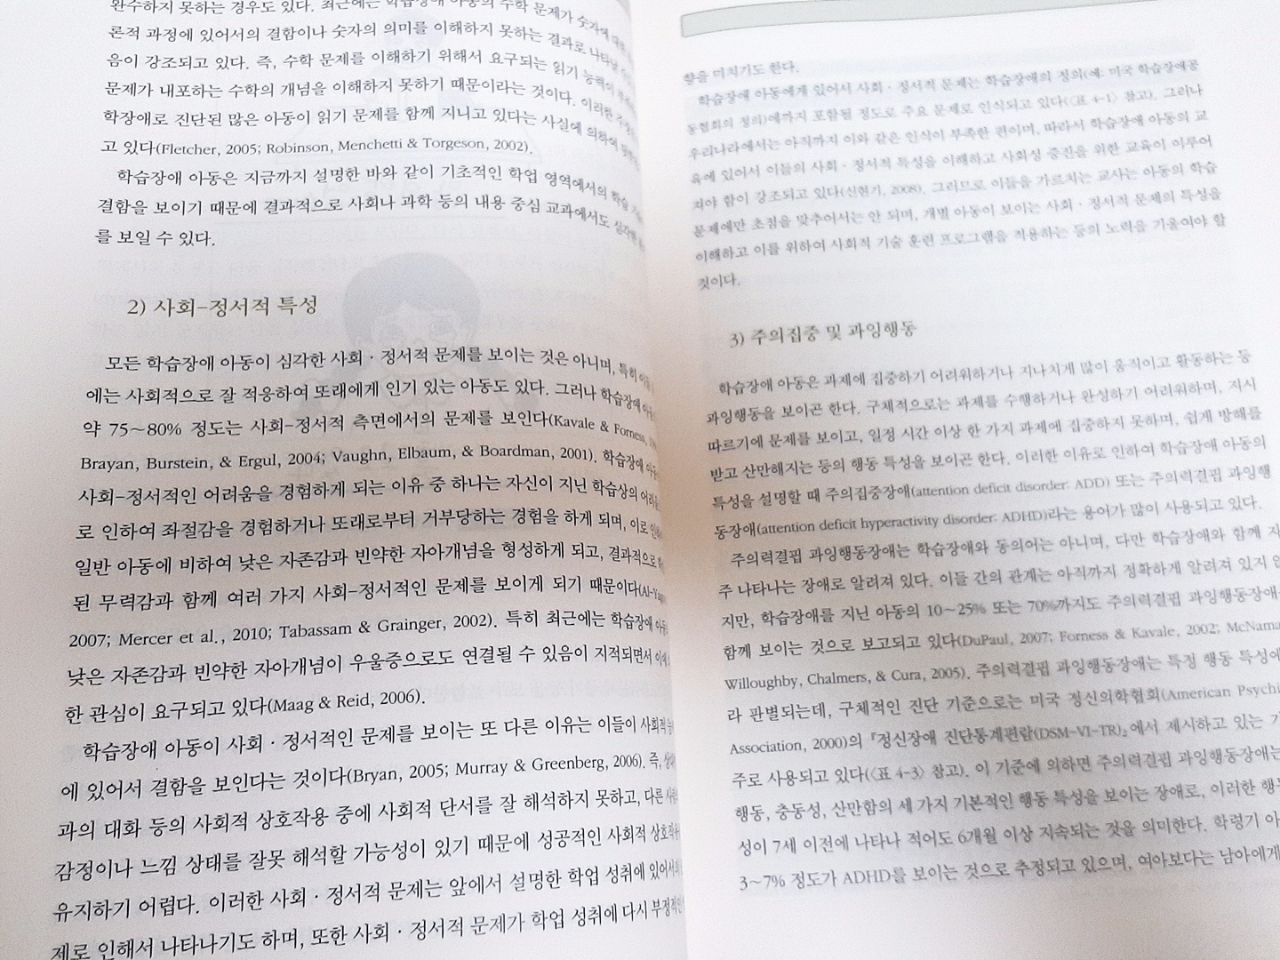 완수하지 못하는 경우도 있다. 최근에는 학습장애 아동의 수학 문제가 숫자에
론적 과정에 있어서의 결함이나 숫자의 의미를 이해하지 못하는 결과로 나타날
음이 강조되고 있다. 즉, 수학 문제를 이해하기 위해서 요구되는 읽기 능력이
문제가 내포하는 수학의 개념을 이해하지 못하기 때문이라는 것이다. 이러한
학장애로 진단된 많은 아동이 읽기 문제를 함께 지니고 있다는 사실에 의하여
고 있다(Fletcher, 2005; Robinson, Menchetti & Torgeson, 2002).
학습장애 아동은 지금까지 설명한 바와 같이 기초적인 학업 영역에서의 학습
결함을 보이기 때문에 결과적으로 사회나 과학 등의 내용 중심 교과에서도
를 보일 수 있다.
2) 사회–정서적 특성
모든 학습장애 아동이 심각한 사회 · 정서적 문제를 보이는 것은 아니며, 특히
에는 사회적으로 잘 적응하여 또래에게 인기 있는 아동도 있다. 그러나 학습장애
약 75~80% 정도는 사회–정서적 측면에서의 문제를 보인다(Kavale & Forness,
Brayan, Burstein, & Ergul, 2004; Vaughn, Elbaum, & Boardman, 2001). 학습장애
사회–정서적인 어려움을 경험하게 되는 이유 중 하나는 자신이 지닌 학습상의
로 인하여 좌절감을 경험하거나 또래로부터 거부당하는 경험을 하게 되며, 이로
일반 아동에 비하여 낮은 자존감과 빈약한 자아개념을 형성하게 되고, 결과적으로
된 무력감과 함께 여러 가지 사회–정서적인 문제를 보이게 되기 때문이다
2007; Mercer et al., 2010; Tabassam & Grainger, 2002). 특히 최근에는 학습장애
낮은 자존감과 빈약한 자아개념이 우울증으로도 연결될 수 있음이 지적되면서
한 관심이 요구되고 있다(Maag & Reid, 2006).
학습장애 아동이 사회 · 정서적인 문제를 보이는 또 다른 이유는 이들이 사회적
에 있어서 결함을 보인다는 것이다(Bryan, 2005; Murray & Greenberg, 2006). 즉,
과의 대화 등의 사회적 상호작용 중에 사회적 단서를 잘 해석하지 못하고, 다른
감정이나 느낌 상태를 잘못 해석할 가능성이 있기 때문에 성공적인 사회적
유지하기 어렵다. 이러한 사회 · 정서적 문제는 앞에서 설명한 학업 성취에 있어서의
제로 인해서 나타나기도 하며, 또한 사회 · 정서적 문제가 학업 성취에 다시 부정적인
향을 미치기도 한다.
학습장애 아동에게 있어서 사회 · 정서적 문제는 학습장애의 정의(예: 미국 학습장애공
동협회의 정의)에까지 포함될 정도로 주요 문제로 인식되고 있다(〈표 4-1〉 참고). 그러나
우리나라에서는 아직까지 이와 같은 인식이 부족한 편이며, 따라서 학습장애 아동의 교
육에 있어서 이들의 사회 · 정서적 특성을 이해하고 사회성 증진을 위한 교육이 이루어
져야 함이 강조되고 있다(신현기, 2008). 그러므로 이들을 가르치는 교사는 아동의 학습
문제에만 초점을 맞추어서는 안 되며, 개별 아동이 보이는 사회 · 정서적 문제의 특성을
이해하고 이를 위하여 사회적 기술 훈련 프로그램을 적용하는 등의 노력을 기울여야 할
것이다.
3) 주의집중 및 과잉행동
학습장애 아동은 과제에 집중하기 어려워하거나 지나치게 많이 움직이고 활동하는 등
과잉행동을 보이곤 한다. 구체적으로는 과제를 수행하거나 완성하기 어려워하며, 지시
따르기에 문제를 보이고, 일정 시간 이상 한 가지 과제에 집중하지 못하며, 쉽게 방해를
받고 산만해지는 등의 행동 특성을 보이곤 한다. 이러한 이유로 인하여 학습장애 아동의
특성을 설명할 때 주의집중장애(attention deficit disorder: ADD) 또는 주의력결핍 과잉행
동장애(attention deficit hyperactivity disorder: ADHD)라는 용어가 많이 사용되고 있다.
주의력결핍 과잉행동장애는 학습장애와 동의어는 아니며, 다만 학습장애와 함께 자
주 나타나는 장애로 알려져 있다. 이들 간의 관계는 아직까지 정확하게 알려져 있지 않
지만, 학습장애를 지닌 아동의 10~25% 또는 70%까지도 주의력결핍 과잉행동장애를
함께 보이는 것으로 보고되고 있다(DuPaul, 2007; Forness & Kavale, 2002; McNama
Willoughby, Chalmers, & Cura, 2005). 주의력결핍 과잉행동장애는 특정 행동 특성에
라 판별되는데, 구체적인 진단 기준으로는 미국 정신의학협회(American Psychi
Association, 2000)의 『정신장애 진단통계편람(DSM-VI-TR)』에서 제시하고 있는
주로 사용되고 있다(〈표 4-3〉 참고). 이 기준에 의하면 주의력결핍 과잉행동장애는
행동, 충동성, 산만함의 세 가지 기본적인 행동 특성을 보이는 장애로, 이러한
성이 7세 이전에 나타나 적어도 6개월 이상 지속되는 것을 의미한다. 학령기
3~7% 정도가 ADHD를 보이는 것으로 추정되고 있으며, 여아보다는 남아에게